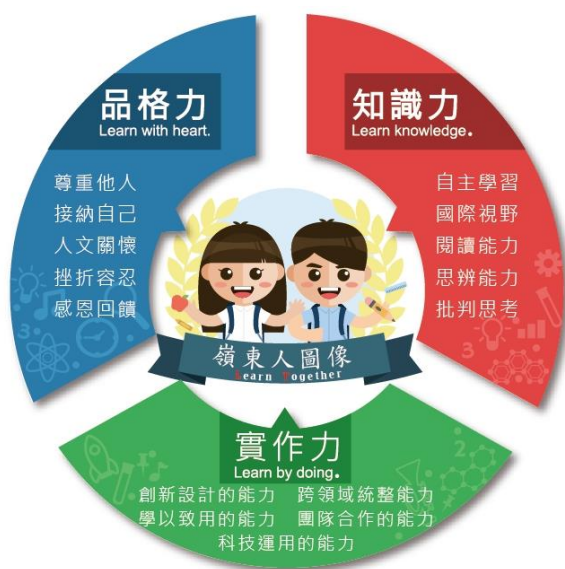 品格力
Learn with heart.
尊重他人
接納自己
人文關懷
挫折容忍
感恩回饋
知識力
Learn knowledge.
自主學習
國際視野
閱讀能力
思辨能力
批判思考
嶺東人圖像
Learn Together
實作力
Learn by doing.
創新設計的能力 跨領域統整能力
學以致用的能力 團隊合作的能力
科技運用的能力
3
3
2